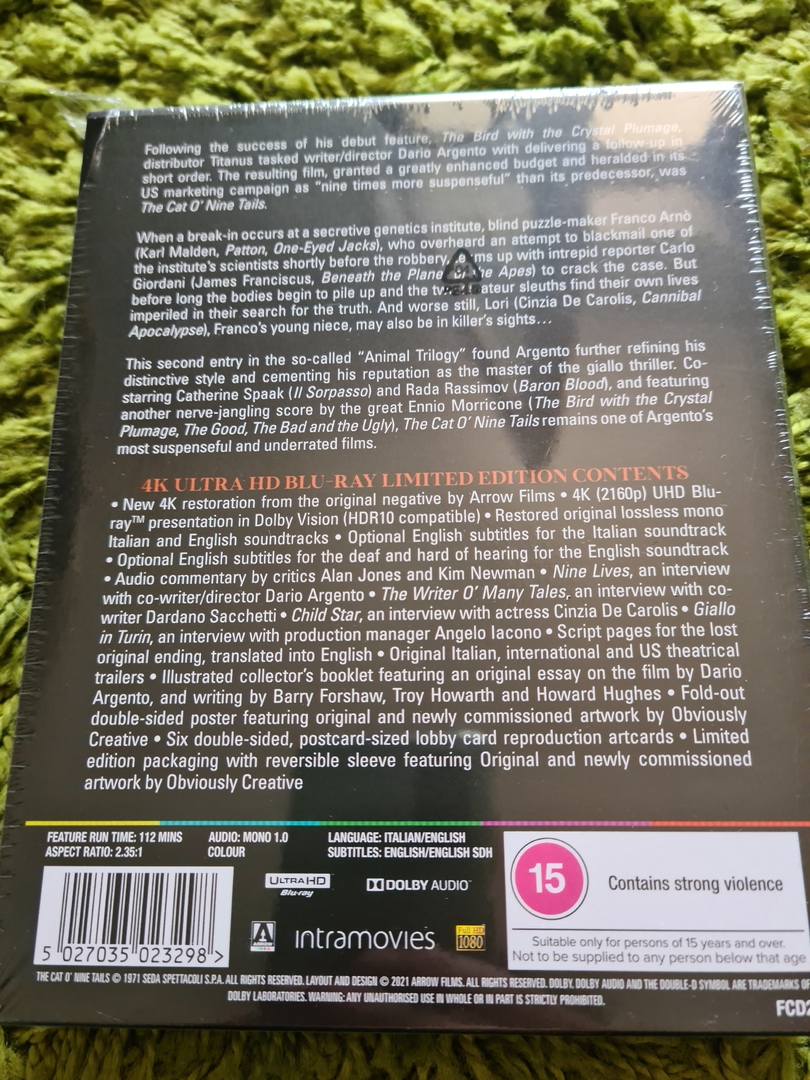 Following the success of his debut feature, The Bird with the Crystal Plumage,
distributor Titanus tasked writer/director Dario Argento with delivering a follow-up in
short order. The resulting film, granted a greatly enhanced budget and heralded in its
US marketing campaign as “nine times more suspenseful” than its predecessor, was
The Cat O’ Nine Tails.
When a break-in occurs at a secretive genetics institute, blind puzzle-maker Franco Arnò
(Karl Malden, Patton, One-Eyed Jacks), who overheard an attempt to blackmail one of
the institute’s scientists shortly before the robbery, ms up with intrepid reporter Carlo
Giordani (James Franciscus, Beneath the Plane e Apes) to crack the case. But
before long the bodies begin to pile up and the tw ateur sleuths find their own lives
imperiled in their search for the truth. And worse still, Lori (Cinzia De Carolis, Cannibal
Apocalypse), Franco’s young niece, may also be in killer’s sights…
This second entry in the so-called “Animal Trilogy” found Argento further refining his
distinctive style and cementing his reputation as the master of the giallo thriller. Co-
starring Catherine Spaak (Il Sorpasso) and Rada Rassimov (Baron Blood), and featuring
another nerve-jangling score by the great Ennio Morricone (The Bird with the Crystal
Plumage, The Good, The Bad and the Ugly), The Cat O’ Nine Tails remains one of Argento’s
most suspenseful and underrated films.
4K ULTRA HD BLU-RAY LIMITED EDITION CONTENTS
• New 4K restoration from the original negative by Arrow Films • 4K (2160p) UHD Blu-
ray™ presentation in Dolby Vision (HDR10 compatible) • Restored original lossless mono
Italian and English soundtracks • Optional English subtitles for the Italian soundtrack
• Optional English subtitles for the deaf and hard of hearing for the English soundtrack
• Audio commentary by critics Alan Jones and Kim Newman • Nine Lives, an interview
with co-writer/director Dario Argento • The Writer O’ Many Tales, an interview with co-
writer Dardano Sacchetti • Child Star, an interview with actress Cinzia De Carolis • Giallo
in Turin, an interview with production manager Angelo Iacono • Script pages for the lost
original ending, translated into English • Original Italian, international and US theatrical
trailers • Illustrated collector’s booklet featuring an original essay on the film by Dario
Argento, and writing by Barry Forshaw, Troy Howarth and Howard Hughes • Fold-out
double-sided poster featuring original and newly commissioned artwork by Obviously
Creative • Six double-sided, postcard-sized lobby card reproduction artcards • Limited
edition packaging with reversible sleeve featuring Original and newly commissioned
artwork by Obviously Creative
FEATURE RUN TIME: 112 MINS AUDIO: MONO 1.0 LANGUAGE: ITALIAN/ENGLISH
ASPECT RATIO: 2.35:1 COLOUR SUBTITLES: ENGLISH/ENGLISH SDH
ULTRA HD Blu-ray DOLBY AUDIO
15 Contains strong violence
ARROW intramovies Full HD 1080
Suitable only for persons of 15 years and over.
Not to be supplied to any person below that age
5 027035 023298 >
THE CAT O’ NINE TAILS © 1971 SEDA SPETTACOLI S.P.A. ALL RIGHTS RESERVED. LAYOUT AND DESIGN © 2021 ARROW FILMS. ALL RIGHTS RESERVED. DOLBY, DOLBY AUDIO AND THE DOUBLE-D SYMBOL ARE TRADEMARKS OF
DOLBY LABORATORIES. WARNING: ANY UNAUTHORISED USE IN WHOLE OR IN PART IS STRICTLY PROHIBITED.
FCD2